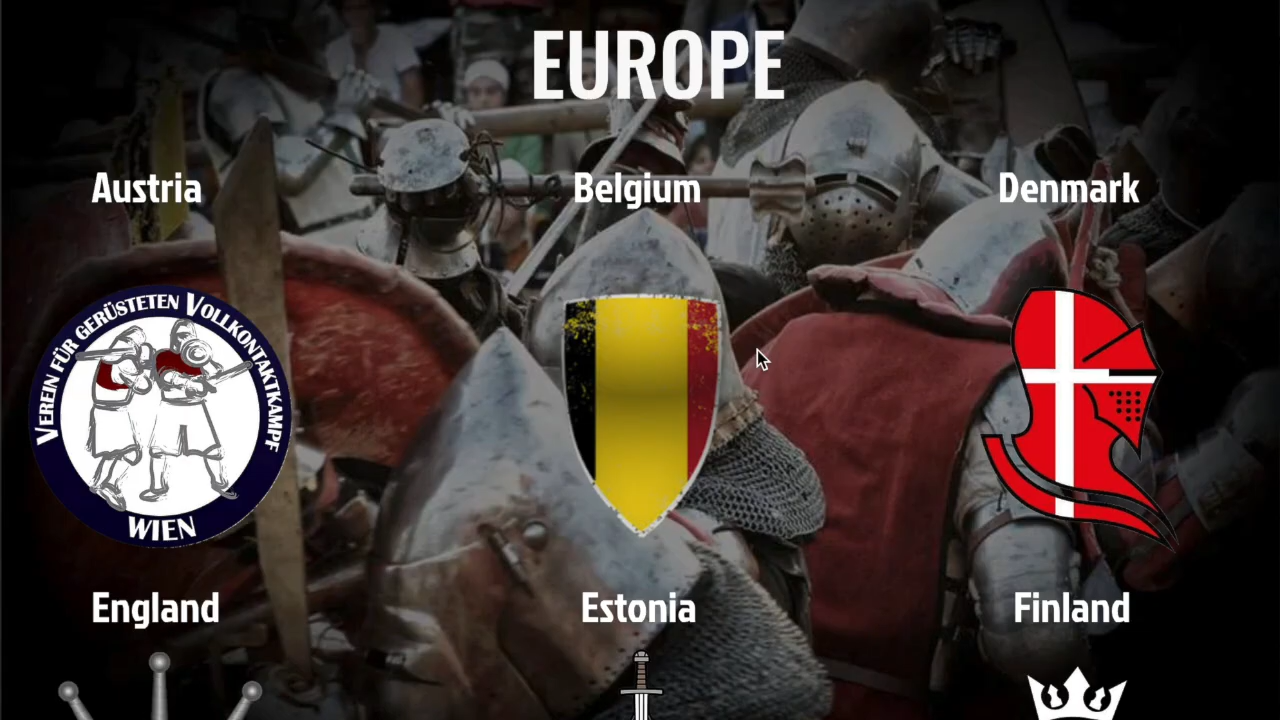 EUROPE
Austria
Belgium
Denmark
VEREIN FÜR GERÜSTETEN VOLLKONTAKTKAMPF
WIEN
England
Estonia
Finland